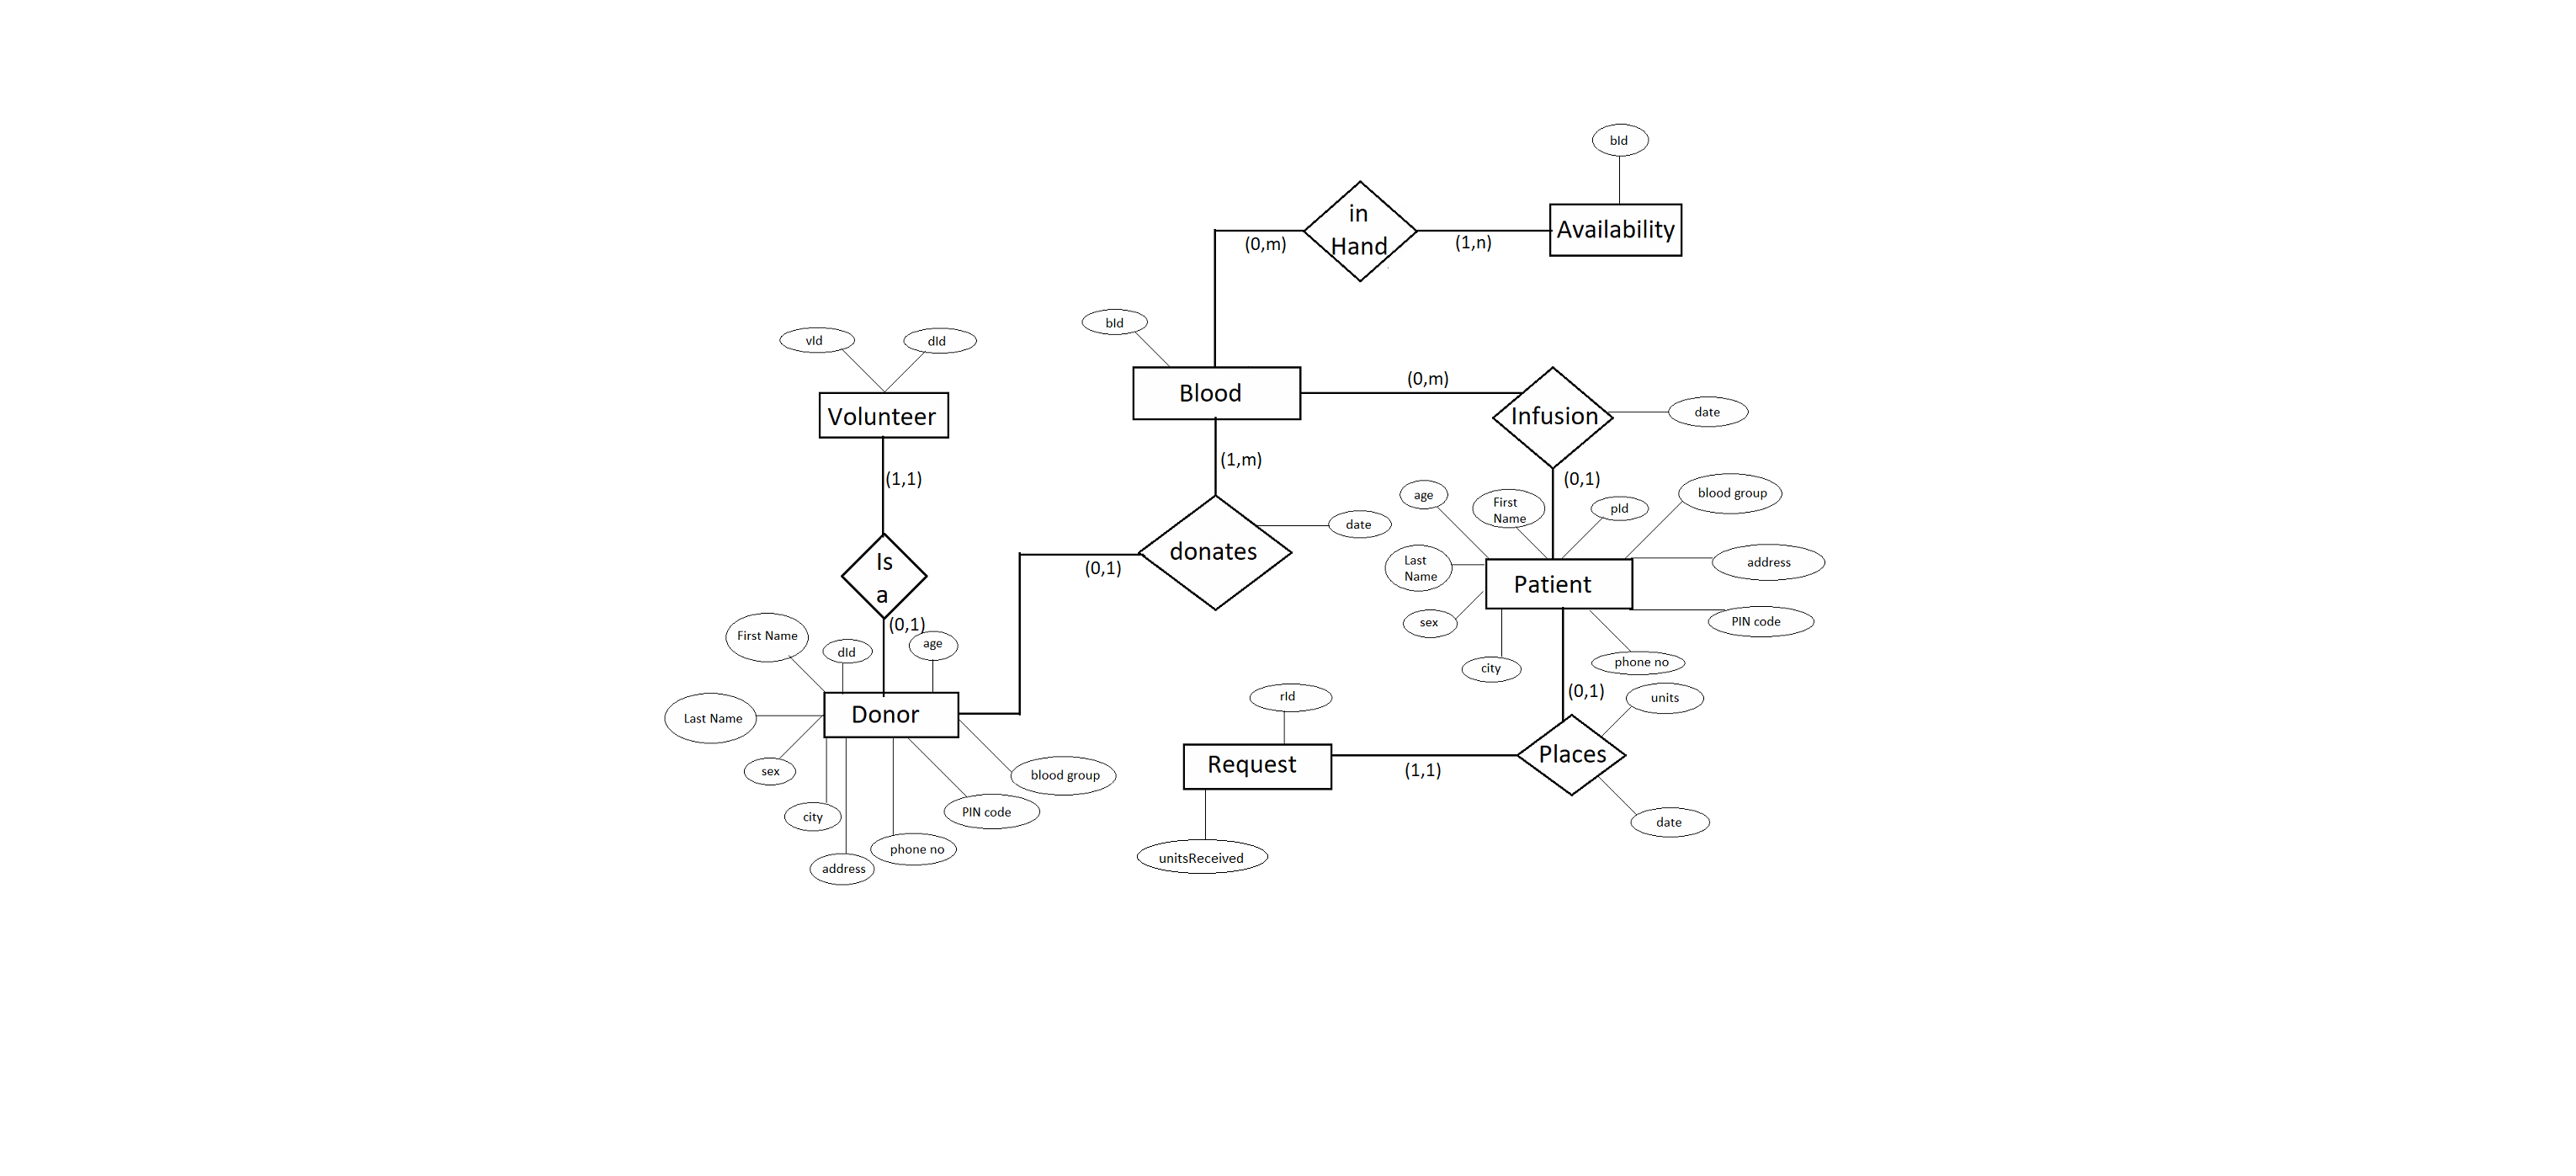 bId
in
Hand
Availability
(0,m)
(1,n)
bId
vId
dId
Blood
(0,m)
Volunteer
Infusion
date
(1,m)
(1,1)
(0,1)
age
First
Name
pId
blood group
date
donates
(0,1)
Is
a
Last
Name
Patient
address
sex
PIN code
(0,1)
First Name
dId
age
city
phone no
(0,1)
units
rId
Last Name
Donor
Request
(1,1)
Places
sex
blood group
city
PIN code
date
address
phone no
unitsReceived